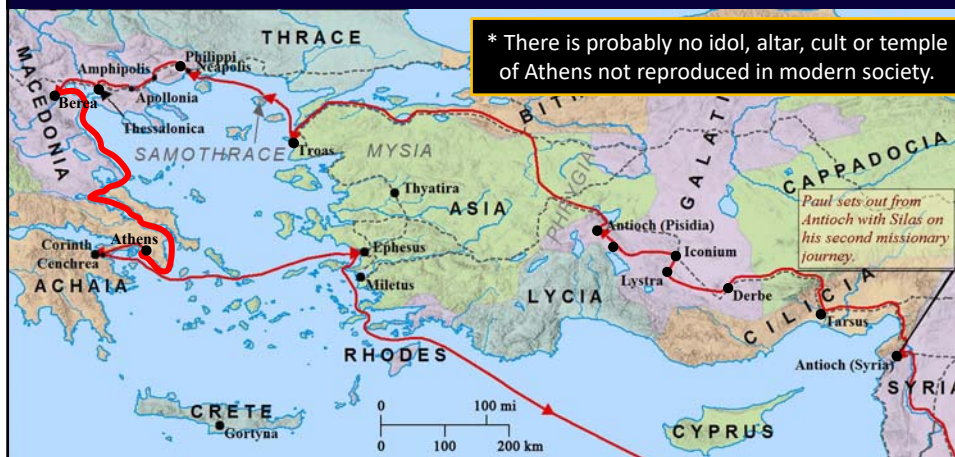 * There is probably no idol, altar, cult or temple
of Athens not reproduced in modern society.
THRACE
Philippi
Neapolis
Amphipolis
Apollonia
MACEDONIA
Berea
Thessalonica
SAMOTHRACE
Troas
MYSIA
BIT
GALATI
CAPPADOCIA
PHRYGIA
Thyatira
ASIA
Paul sets out from
Antioch with Silas on
his second missionary
journey.
Antioch (Pisidia)
Iconium
Lystra
Derbe
Athens
Corinth
Cenchrea
ACHAIA
Ephesus
Miletus
LYCIA
CILICIA
Tarsus
Antioch (Syria)
SYRIA
RHODES
CRETE
Gortyna
0 100 mi
0 100 200 km
CYPRUS